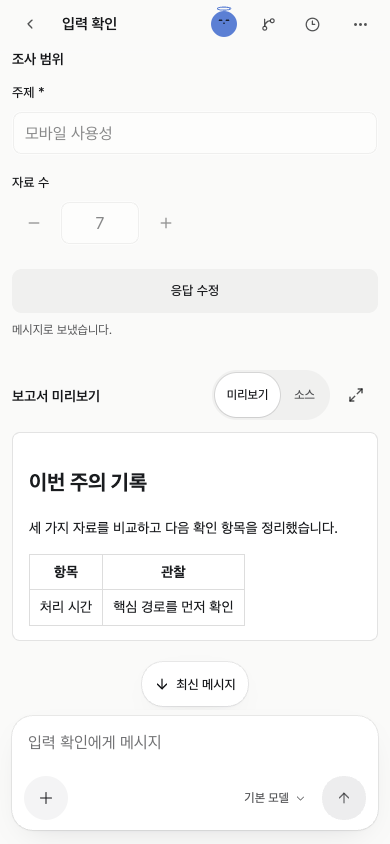 입력 확인
조사 범위
주제 *
모바일 사용성
자료 수
7
응답 수정
메시지로 보냈습니다.
보고서 미리보기
미리보기
소스
이번 주의 기록
세 가지 자료를 비교하고 다음 확인 항목을 정리했습니다.
항목 관찰
처리 시간 핵심 경로를 먼저 확인
최신 메시지
입력 확인에게 메시지
기본 모델